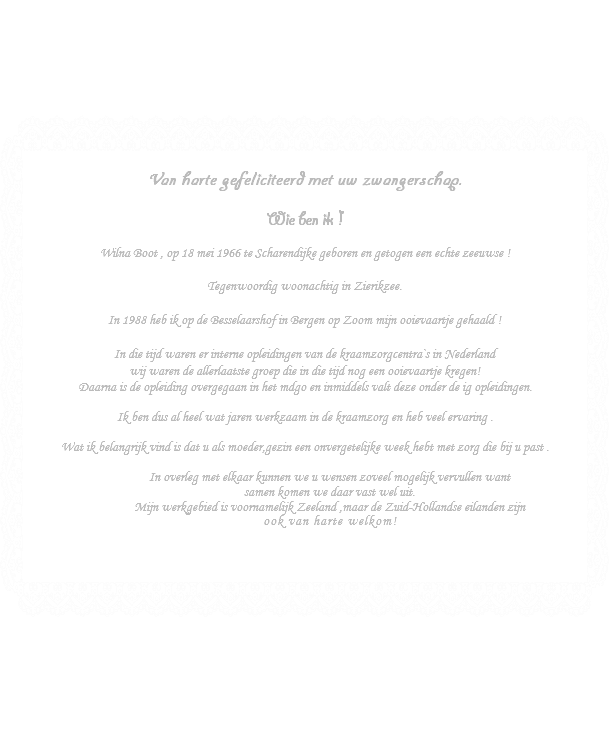 Van harte gefeliciteerd met uw zwangerschap.
Wie ben ik !
Wilna Boot , op 18 mei 1966 te Scharendijke geboren en getogen een echte zeeuwse !
Tegenwoordig woonachtig in Zierikzee.
In 1988 heb ik op de Besselaarshof in Bergen op Zoom mijn ooievaartje gehaald !
In die tijd waren er interne opleidingen van de kraamzorgcentra's in Nederland
wij waren de allerlaatste groep die in die tijd nog een ooievaartje kregen!
Daarna is de opleiding overgegaan in het mdgo en inmiddels valt deze onder de ig opleidingen.
Ik ben dus al heel wat jaren werkzaam in de kraamzorg en heb veel ervaring .
Wat ik belangrijk vind is dat u als moeder,gezin een onvergetelijke week hebt met zorg die bij u past .
In overleg met elkaar kunnen we u wensen zoveel mogelijk vervullen want
samen komen we daar vast wel uit.
Mijn werkgebied is voornamelijk Zeeland ,maar de Zuid-Hollandse eilanden zijn
ook van harte welkom!